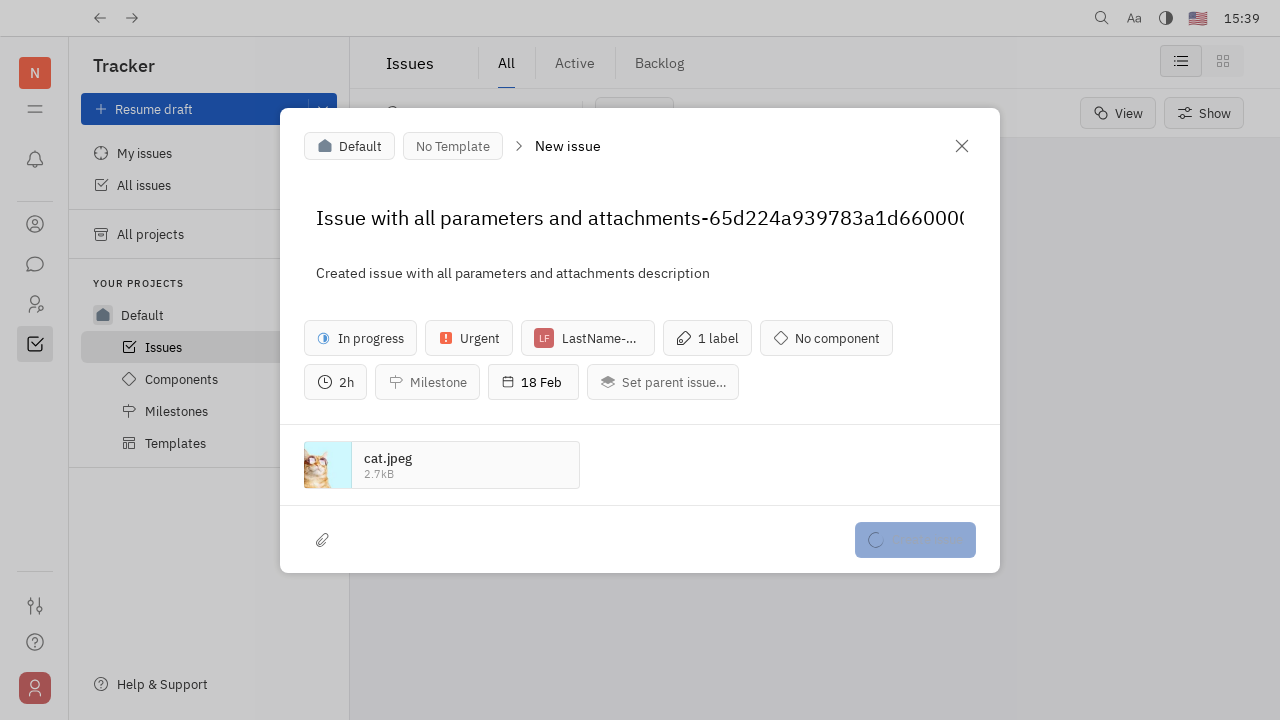 Aa
15:39
N
Tracker
Resume draft
My issues
All issues
All projects
YOUR PROJECTS
Default
Issues
Components
Milestones
Templates
Help & Support
Issues
All
Active
Backlog
View
Show
Default
No Template
New issue
Issue with all parameters and attachments-65d224a939783a1d660000
Created issue with all parameters and attachments description
In progress
Urgent
LF LastName-...
1 label
No component
2h
Milestone
18 Feb
Set parent issue...
cat.jpeg
2.7kB